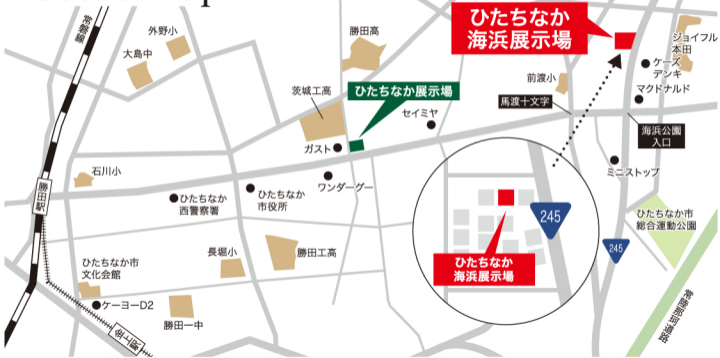 常磐線
外野小
大島中
勝田高
ひたちなか
海浜展示場
ジョイフル
本田
ケーズ
デンキ
マクドナルド
前渡小
茨城工高
ひたちなか展示場
セイミヤ
馬渡十文字
海浜公園
入口
ガスト
石川小
勝田駅
ワンダーグー
ミニストップ
ひたちなか
西警察署
ひたちなか
市役所
245
ひたちなか市
総合運動公園
245
ひたちなか
海浜展示場
ひたちなか市
文化会館
長堀小
勝田工高
ケーヨーD2
勝田一中
金上駅
常陸那珂道路